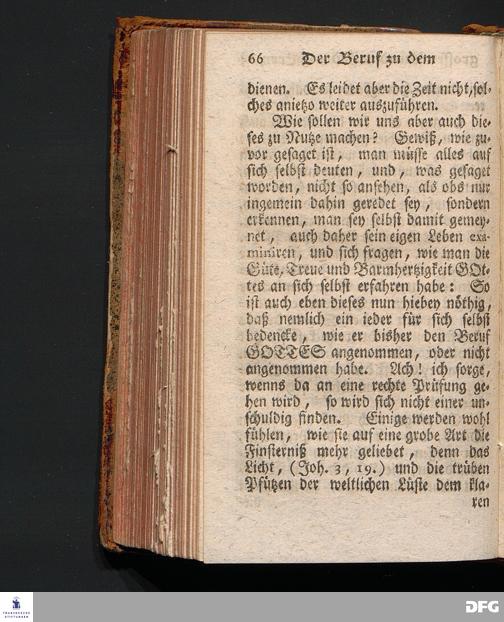 66 Der Beruf zu dem
dienen. Es leidet aber die Zeit nicht, sol-
ches anietzo weiter auszuführen.
Wie sollen wir uns aber auch die-
ses zu Nutze machen? Gewiß, wie zu-
vor gesaget ist, man müsse alles auf
sich selbst deuten, und, was gesaget
worden, nicht so ansehen, als obs nur
ingemein dahin geredet sey, sondern
erkennen, man sey selbst damit gemey-
net, auch daher sein eigen Leben exa-
miniren, und sich fragen, wie man die
Güte, Treue und Barmhertzigkeit GOt-
tes an sich selbst erfahren habe: So
ist auch eben dieses nun hiebey nöthig,
daß nemlich ein ieder für sich selbst
bedencke, wie er bisher den Beruf
GOTTES angenommen, oder nicht
angenommen habe. Ach! ich sorge,
wenns da an eine rechte Prüfung ge-
hen wird, so wird sich nicht einer un-
schuldig finden. Einige werden wohl
fühlen, wie sie auf eine grobe Art die
Finsterniß mehr geliebet, denn das
Licht, (Joh. 3, 19.) und die trüben
Pfützen der weltlichen Lüste dem kla-
ren
FRANCKESCHE
STIFTUNGEN
DFG